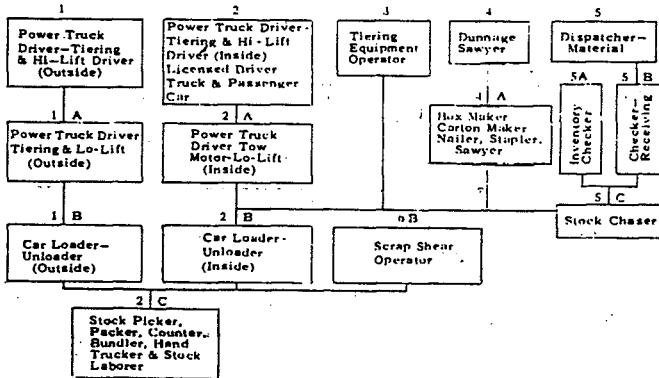 1
Power Truck
Driver-Tiering
& Hi-Lift Driver
(Outside)
2
Power Truck Driver-
Tiering & Hi-Lift
Driver (Inside)
Licensed Driver
Truck & Passenger
Car
3
Tiering
Equipment
Operator
4
Dunnage
Sawyer
5
Dispatcher-
Material
5A
Inventory
Checker
5 B
Checker-
Receiving
1 A
Power Truck Driver
Tiering & Lo-Lift
(Outside)
2 A
Power Truck
Driver Tow
Motor-Lo-Lift
(Inside)
4 A
Box Maker
Carton Maker
Nailer, Stapler,
Sawyer
5 C
Stock Chaser
1 B
Car Loader-
Unloader
(Outside)
2 B
Car Loader-
Unloader
(Inside)
B
Scrap Shear
Operator
2 C
Stock Picker,
Packer, Counter,
Bundler, Hand
Trucker & Stock
Laborer